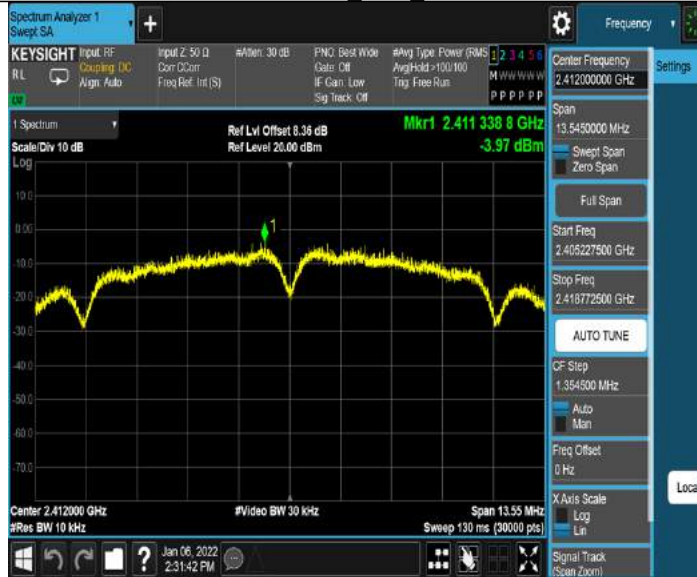 Spectrum Analyzer 1
Swept SA
+
Frequency
KEYSIGHT
RL
Input: RF
Coupling: DC
Align: Auto
Input Z: 50 Ω
Corr CCorr
Freq Ref: Int (S)
#Atten: 30 dB
PNO: Best Wide
Gate: Off
IF Gain: Low
Sig Track: Off
#Avg Type: Power (RMS
Avg|Hold:>100/100
Trig: Free Run
1 2 3 4 5 6
M W W W W W
P P P P P P
1 Spectrum
Scale/Div 10 dB
Log
Ref Lvl Offset 8.36 dB
Ref Level 20.00 dBm
Mkr1 2.411 338 8 GHz
-3.97 dBm
1
10.0
0.00
-10.0
-20.0
-30.0
-40.0
-50.0
-60.0
-70.0
Center 2.412000 GHz
#Res BW 10 kHz
#Video BW 30 kHz
Span 13.55 MHz
Sweep 130 ms (30000 pts)
?
Jan 06, 2022
2:31:42 PM
Center Frequency
2.412000000 GHz
Span
13.5450000 MHz
Swept Span
Zero Span
Full Span
Start Freq
2.405227500 GHz
Stop Freq
2.418772500 GHz
AUTO TUNE
CF Step
1.354500 MHz
Auto
Man
Freq Offset
0 Hz
X Axis Scale
Log
Lin
Signal Track
(Span Zoom)
Settings
Loca